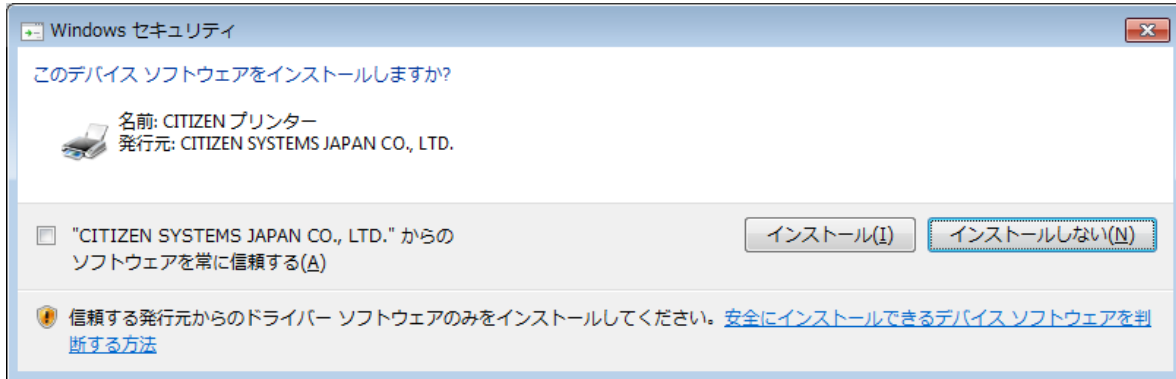 Windows セキュリティ
このデバイス ソフトウェアをインストールしますか?
名前: CITIZEN プリンター
発行元: CITIZEN SYSTEMS JAPAN CO., LTD.
"CITIZEN SYSTEMS JAPAN CO., LTD." からの
ソフトウェアを常に信頼する(A)
インストール(I)
インストールしない(N)
信頼する発行元からのドライバー ソフトウェアのみをインストールしてください。安全にインストールできるデバイス ソフトウェアを判
断する方法